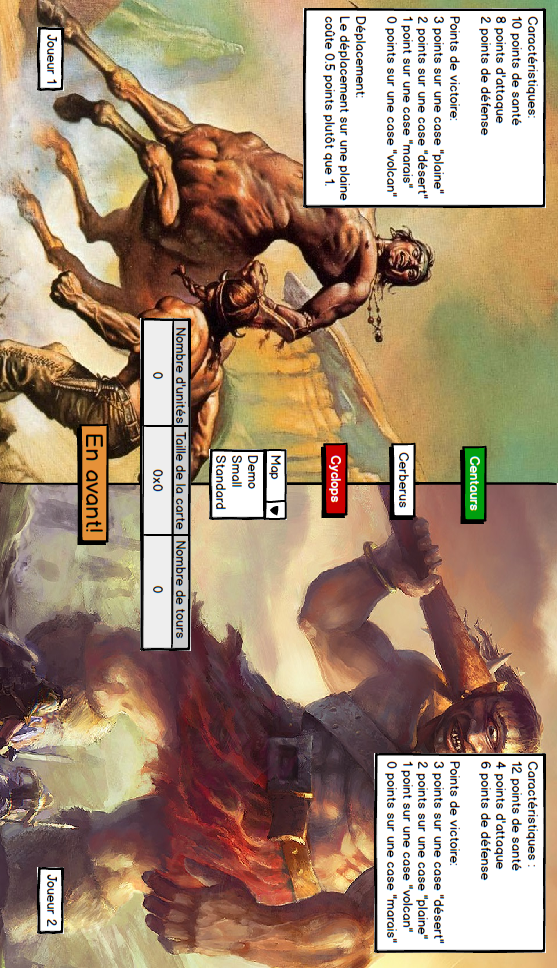 Caractéristiques:
10 points de santé
8 points d'attaque
2 points de défense
Points de victoire:
3 points sur une case "plaine"
2 points sur une case "désert"
1 point sur une case "marais"
0 points sur une case "volcan"
Déplacement:
Le déplacement sur une plaine
coûte 0.5 points plutôt que 1.
Joueur 1
Centaurs
Cerberus
Cyclops
Map
Demo
Small
Standard
Nombre d'unités Taille de la carte Nombre de tours
0 0x0 0
En avant!
Caractéristiques :
12 points de santé
4 points d'attaque
6 points de défense
Points de victoire:
3 points sur une case "désert"
2 points sur une case "plaine"
1 point sur une case "volcan"
0 points sur une case "marais"
Joueur 2